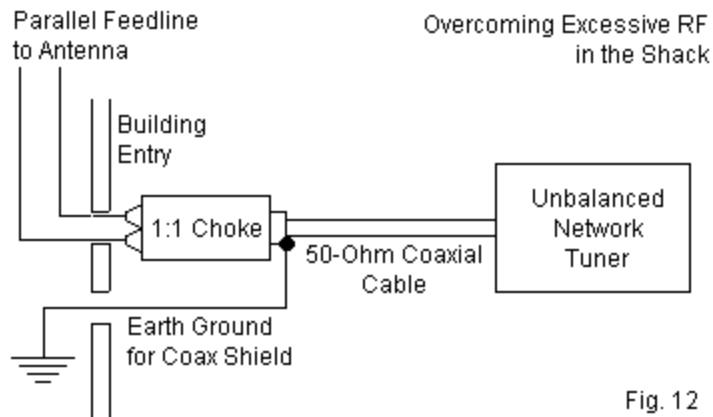 Parallel Feedline
to Antenna
Overcoming Excessive RF
in the Shack
Building
Entry
1:1 Choke
50-Ohm Coaxial
Cable
Unbalanced
Network
Tuner
Earth Ground
for Coax Shield
Fig. 12